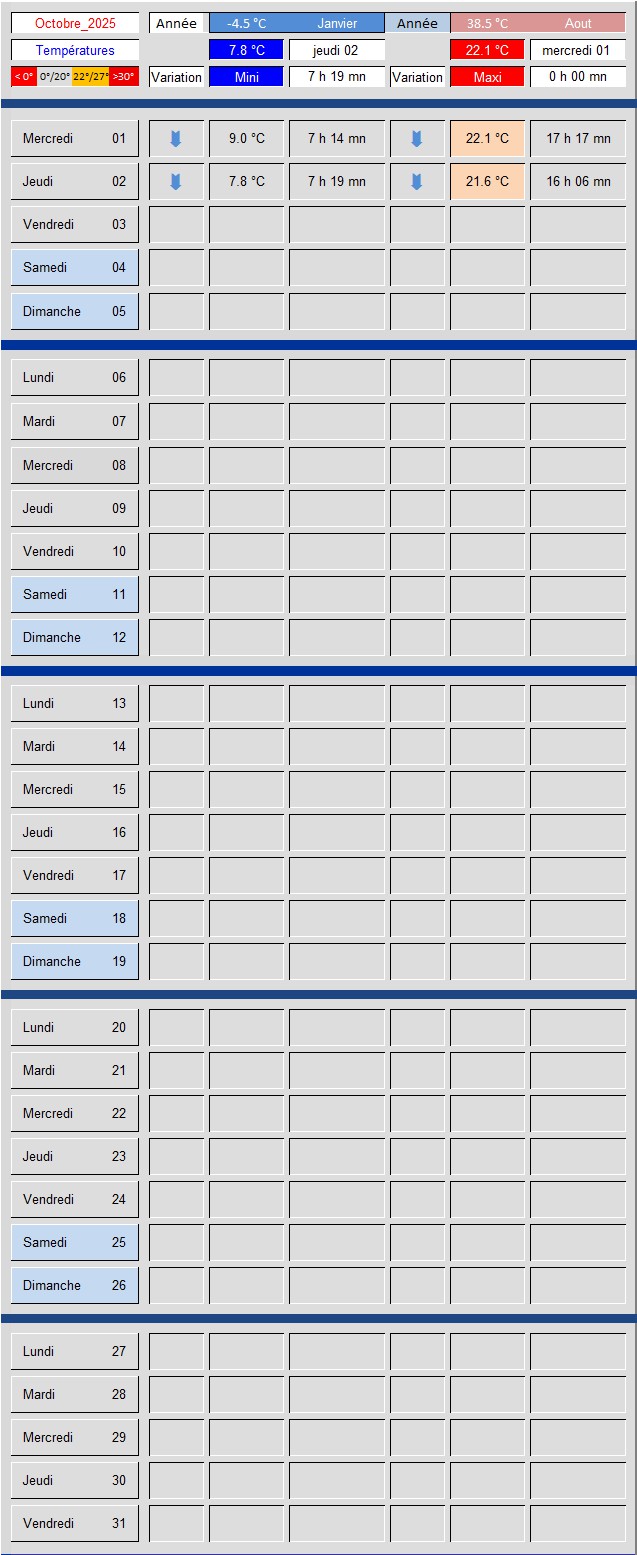 Octobre_2025 Année -4.5 °C Janvier Année 38.5 °C Aout
Températures 7.8 °C jeudi 02 22.1 °C mercredi 01
< 0° 0°/20° 22°/27° >30° Variation Mini 7 h 19 mn Variation Maxi 0 h 00 mn
Mercredi 01 9.0 °C 7 h 14 mn 22.1 °C 17 h 17 mn
Jeudi 02 7.8 °C 7 h 19 mn 21.6 °C 16 h 06 mn
Vendredi 03
Samedi 04
Dimanche 05
Lundi 06
Mardi 07
Mercredi 08
Jeudi 09
Vendredi 10
Samedi 11
Dimanche 12
Lundi 13
Mardi 14
Mercredi 15
Jeudi 16
Vendredi 17
Samedi 18
Dimanche 19
Lundi 20
Mardi 21
Mercredi 22
Jeudi 23
Vendredi 24
Samedi 25
Dimanche 26
Lundi 27
Mardi 28
Mercredi 29
Jeudi 30
Vendredi 31